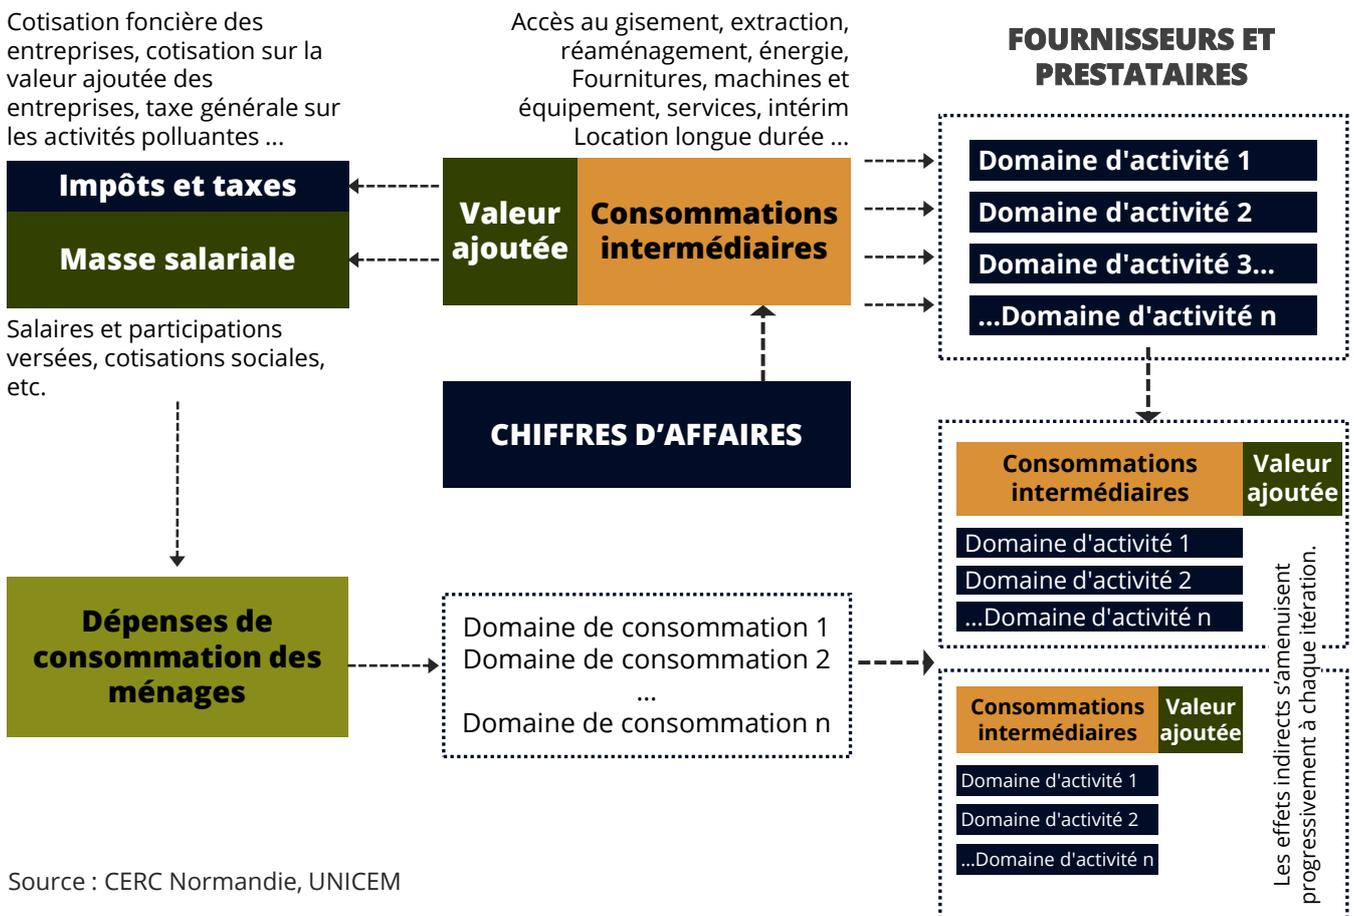 Cotisation foncière des
entreprises, cotisation sur la
valeur ajoutée des
entreprises, taxe générale sur
les activités polluantes ...
Impôts et taxes
Masse salariale
Salaires et participations
versées, cotisations sociales,
etc.
Accès au gisement, extraction,
réaménagement, énergie,
Fournitures, machines et
équipement, services, intérim
Location longue durée ...
Valeur
ajoutée
Consommations
intermédiaires
CHIFFRES D’AFFAIRES
FOURNISSEURS ET
PRESTATAIRES
Domaine d'activité 1
Domaine d'activité 2
Domaine d'activité 3...
...Domaine d'activité n
Consommations
intermédiaires
Valeur
ajoutée
Domaine d'activité 1
Domaine d'activité 2
...Domaine d'activité n
Dépenses de
consommation des
ménages
Domaine de consommation 1
Domaine de consommation 2
...
Domaine de consommation n
Consommations
intermédiaires
Valeur
ajoutée
Domaine d'activité 1
Domaine d'activité 2
...Domaine d'activité n
Les effets indirects s’amenuisent
progressivement à chaque itération.
Source : CERC Normandie, UNICEM